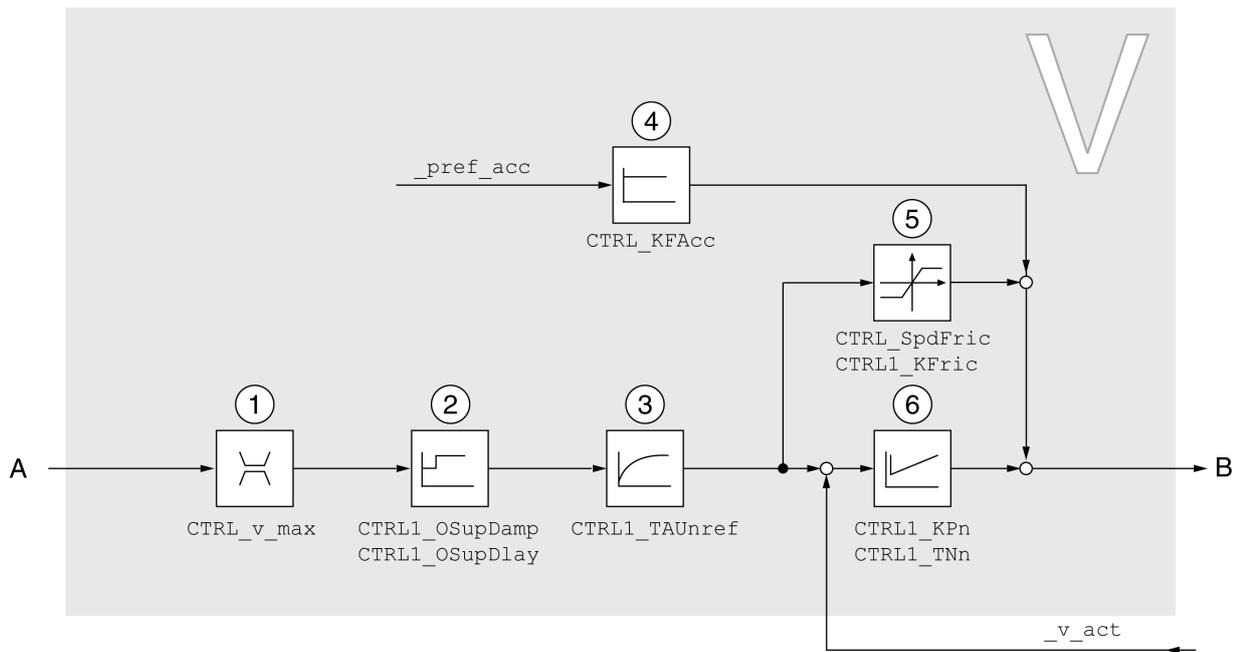 V
4
_pref_acc
CTRL_KFAcc
5
CTRL_SpdFric
CTRL1_KFric
1
2
3
6
A
B
CTRL_v_max
CTRL1_OSupDamp
CTRL1_OSupDlay
CTRL1_TAUnref
CTRL1_KPn
CTRL1_TNn
_v_act